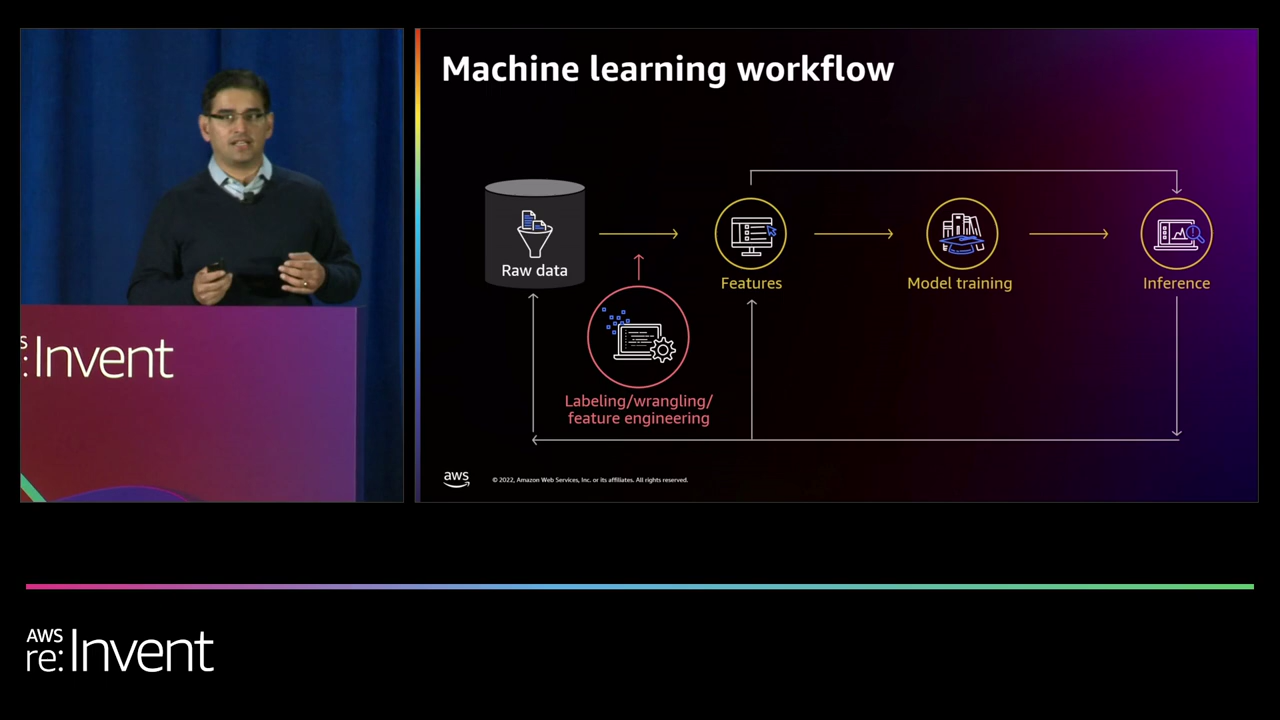 Machine learning workflow
Raw data
Features
Model training
Inference
Labeling/wrangling/
feature engineering
aws
© 2022, Amazon Web Services, Inc. or its affiliates. All rights reserved.
s
:Invent
AWS
re:Invent